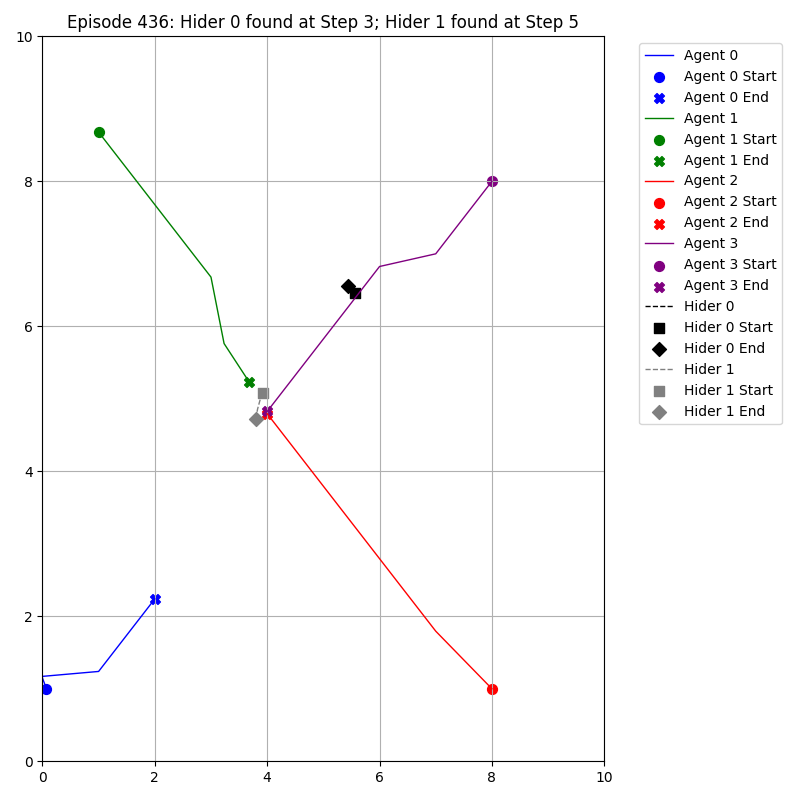 Episode 436: Hider 0 found at Step 3; Hider 1 found at Step 5
10
8
6
4
2
0
0 2 4 6 8 10
Agent 0
Agent 0 Start
Agent 0 End
Agent 1
Agent 1 Start
Agent 1 End
Agent 2
Agent 2 Start
Agent 2 End
Agent 3
Agent 3 Start
Agent 3 End
Hider 0
Hider 0 Start
Hider 0 End
Hider 1
Hider 1 Start
Hider 1 End